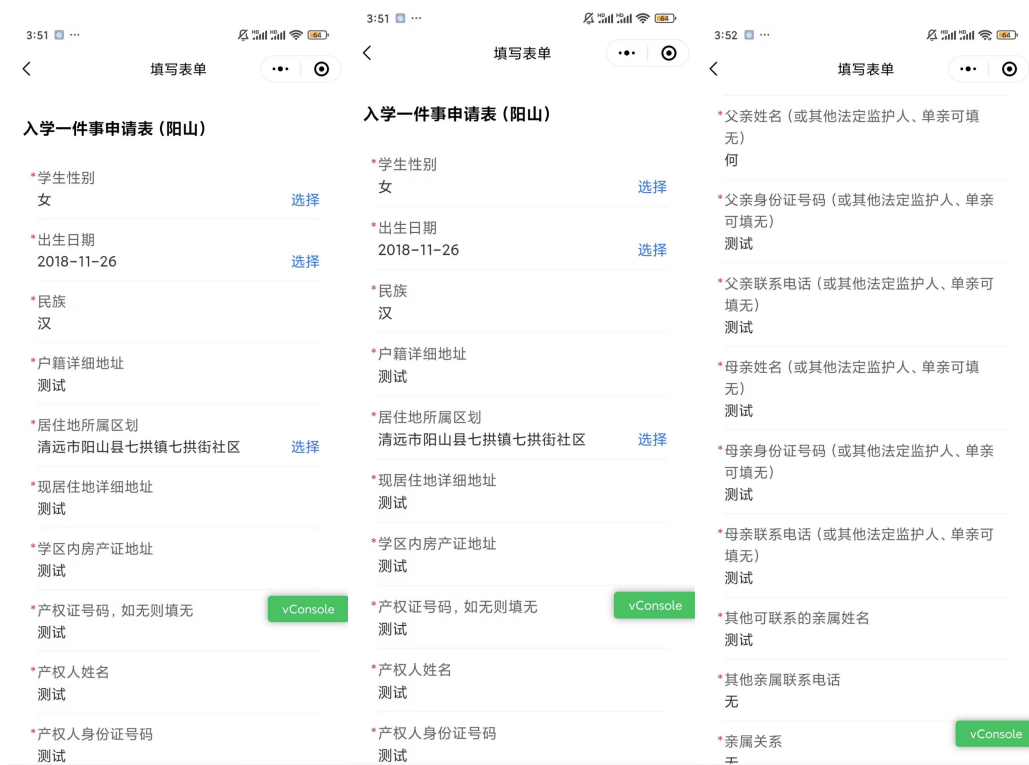 3:51 ···
HD HD 64
填写表单
入学一件事申请表（阳山）
*学生性别
女 选择
*出生日期
2018-11-26 选择
*民族
汉
*户籍详细地址
测试
*居住地所属区划
清远市阳山县七拱镇七拱街社区 选择
*现居住地详细地址
测试
*学区内房产证地址
测试
*产权证号码，如无则填无
测试
vConsole
*产权人姓名
测试
*产权人身份证号码
测试
3:51 ···
HD HD 64
填写表单
入学一件事申请表（阳山）
*学生性别
女 选择
*出生日期
2018-11-26 选择
*民族
汉
*户籍详细地址
测试
*居住地所属区划
清远市阳山县七拱镇七拱街社区 选择
*现居住地详细地址
测试
*学区内房产证地址
测试
*产权证号码，如无则填无
测试
vConsole
*产权人姓名
测试
*产权人身份证号码
测试
3:52 ···
HD HD 64
填写表单
*父亲姓名（或其他法定监护人、单亲可填
无）
何
*父亲身份证号码（或其他法定监护人、单亲
可填无）
测试
*父亲联系电话（或其他法定监护人、单亲可
填无）
测试
*母亲姓名（或其他法定监护人、单亲可填
无）
测试
*母亲身份证号码（或其他法定监护人、单亲
可填无）
测试
*母亲联系电话（或其他法定监护人、单亲可
填无）
测试
*其他可联系的亲属姓名
测试
*其他亲属联系电话
无
vConsole
*亲属关系
无